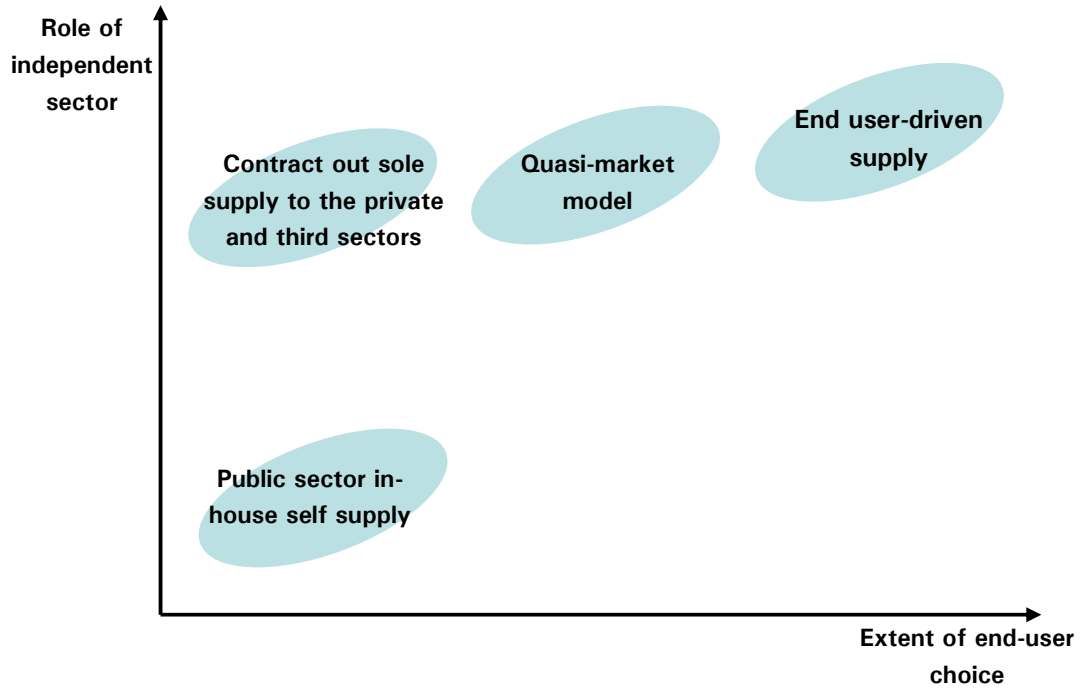 Role of
independent
sector
End user-driven
supply
Contract out sole
supply to the private
and third sectors
Quasi-market
model
Public sector in-
house self supply
Extent of end-user
choice